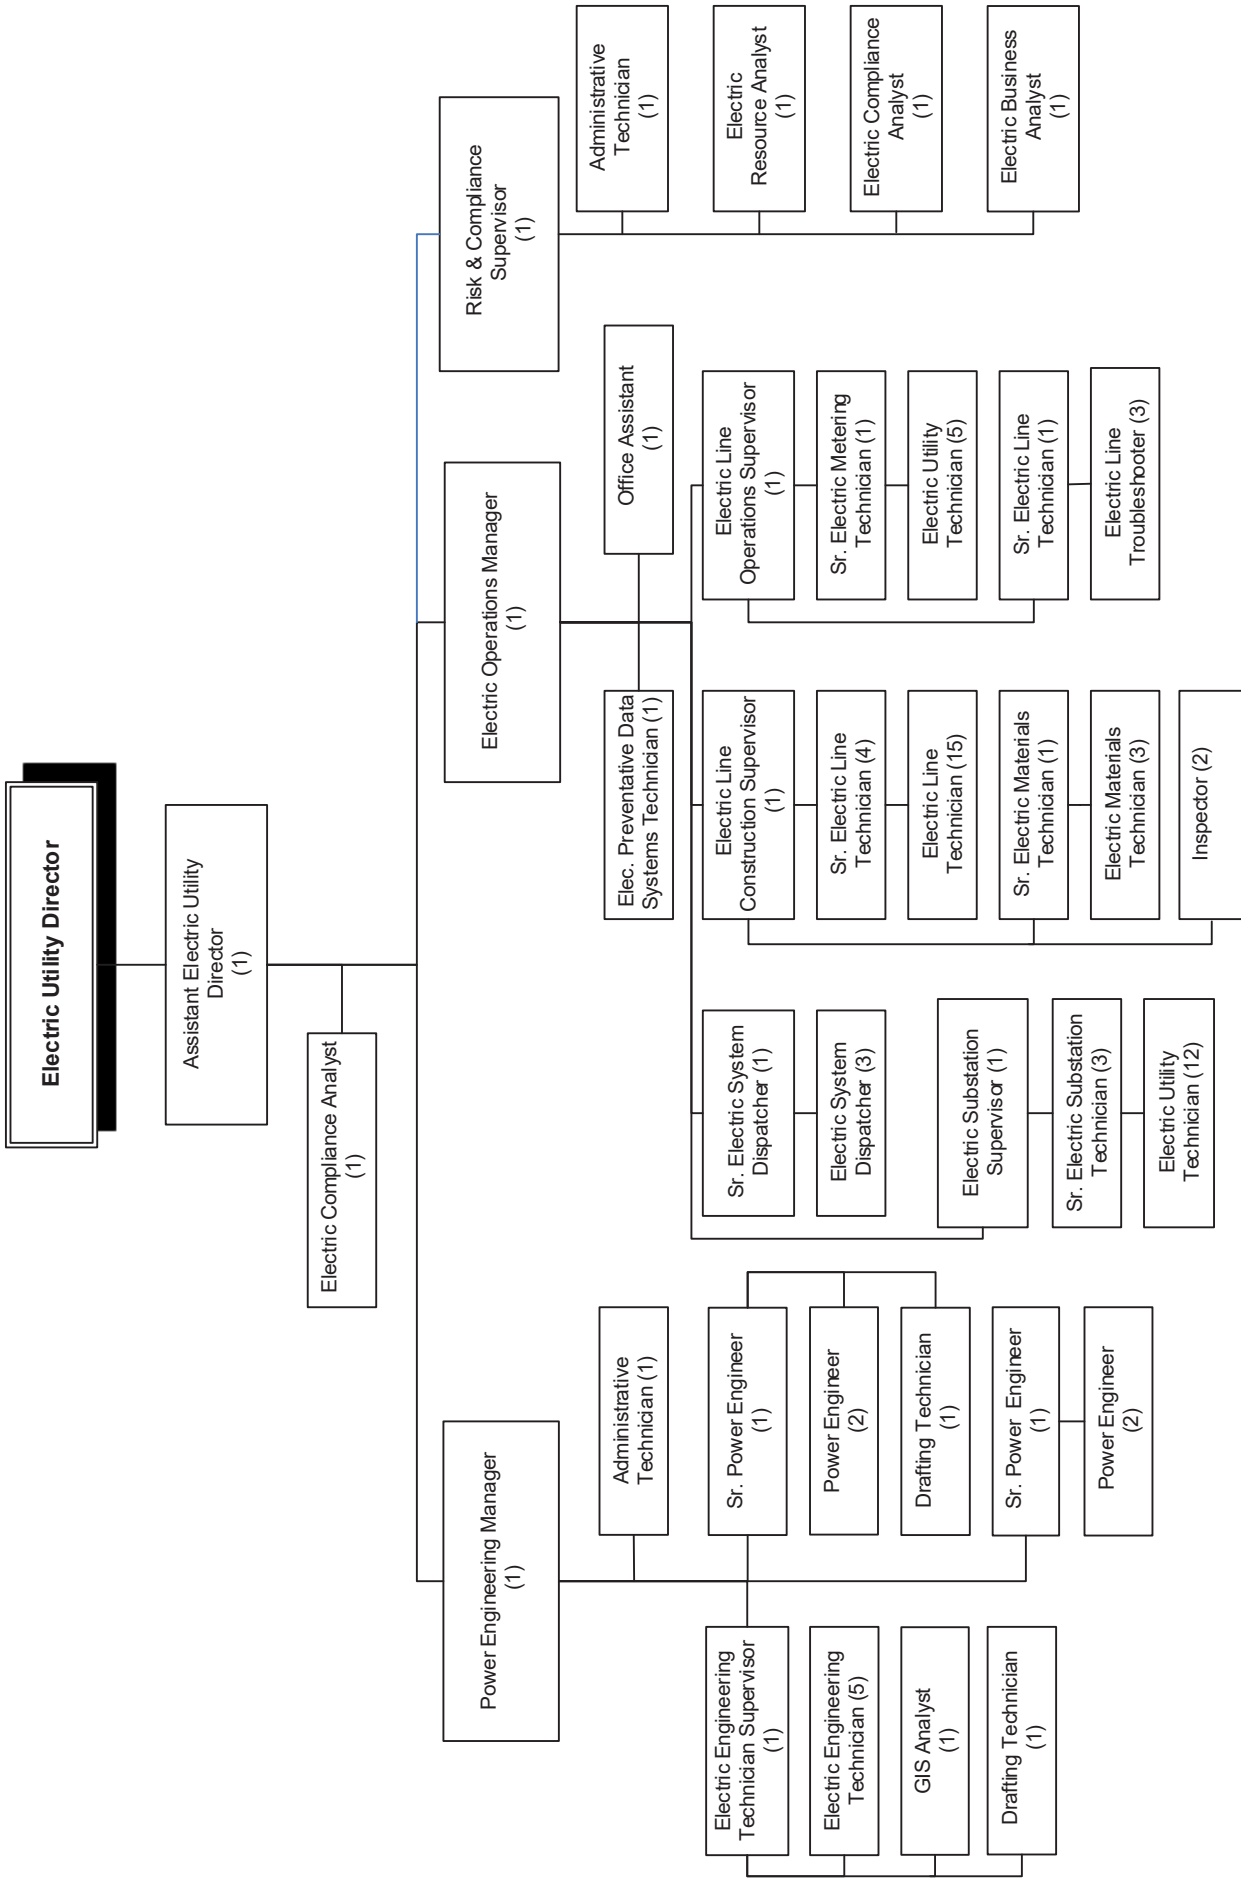 Electric Utility Director
Assistant Electric Utility
Director
(1)
Electric Compliance Analyst
(1)
Power Engineering Manager
(1)
Administrative
Technician (1)
Electric Engineering
Technician Supervisor
(1)
Electric Engineering
Technician (5)
GIS Analyst
(1)
Drafting Technician
(1)
Sr. Power Engineer
(1)
Power Engineer
(2)
Drafting Technician
(1)
Sr. Power Engineer
(1)
Power Engineer
(2)
Electric Operations Manager
(1)
Elec. Preventative Data
Systems Technician (1)
Office Assistant
(1)
Sr. Electric System
Dispatcher (1)
Electric System
Dispatcher (3)
Electric Substation
Supervisor (1)
Sr. Electric Substation
Technician (3)
Electric Utility
Technician (12)
Electric Line
Construction Supervisor
(1)
Sr. Electric Line
Technician (4)
Electric Line
Technician (15)
Sr. Electric Materials
Technician (1)
Electric Materials
Technician (3)
Inspector (2)
Electric Line
Operations Supervisor
(1)
Sr. Electric Metering
Technician (1)
Electric Utility
Technician (5)
Sr. Electric Line
Technician (1)
Electric Line
Troubleshooter (3)
Risk & Compliance
Supervisor
(1)
Administrative
Technician
(1)
Electric
Resource Analyst
(1)
Electric Compliance
Analyst
(1)
Electric Business
Analyst
(1)